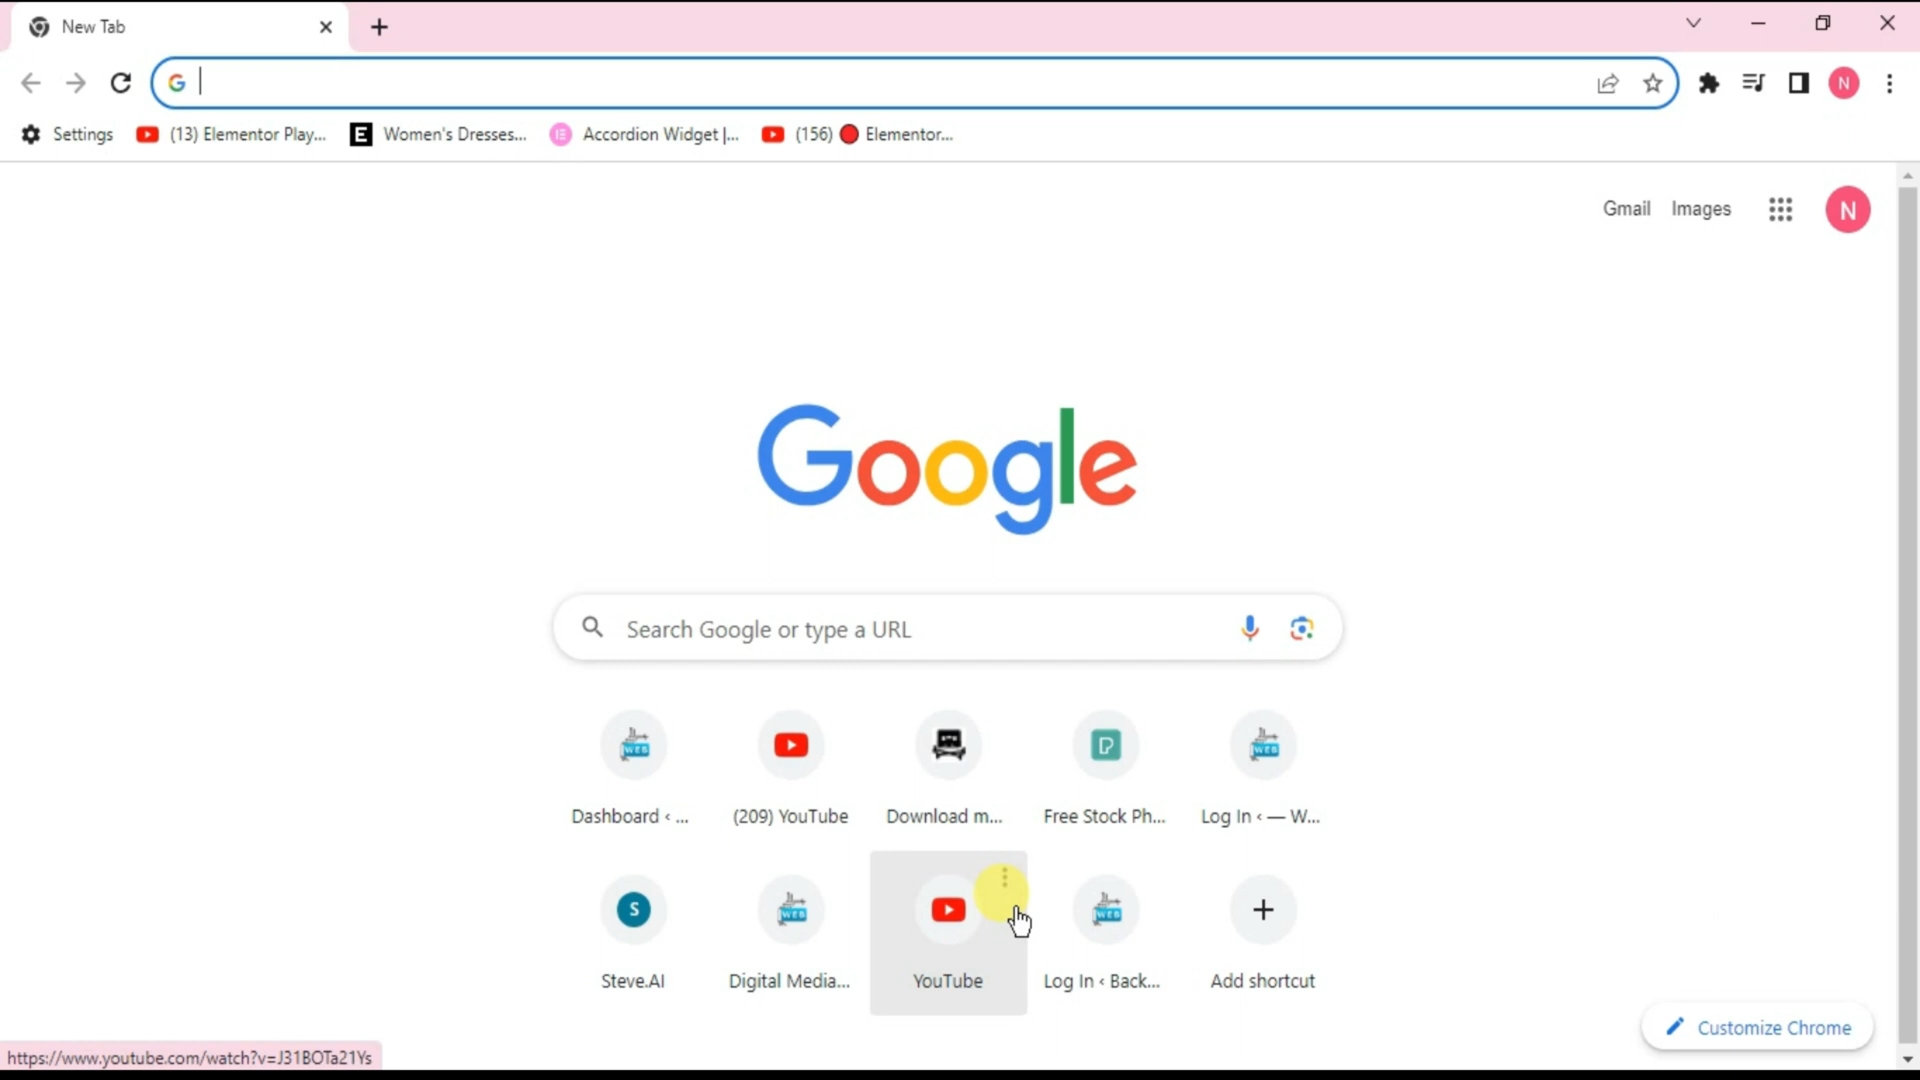 New Tab
Settings (13) Elementor Play... Women's Dresses... Accordion Widget |... (156) Elementor...
Gmail Images N
Google
Search Google or type a URL
Dashboard ‹ ... (209) YouTube Download m... Free Stock Ph... Log In ‹ — W...
Steve.AI Digital Media... YouTube Log In ‹ Back... Add shortcut
Customize Chrome
https://www.youtube.com/watch?v=J31BOTa21Ys